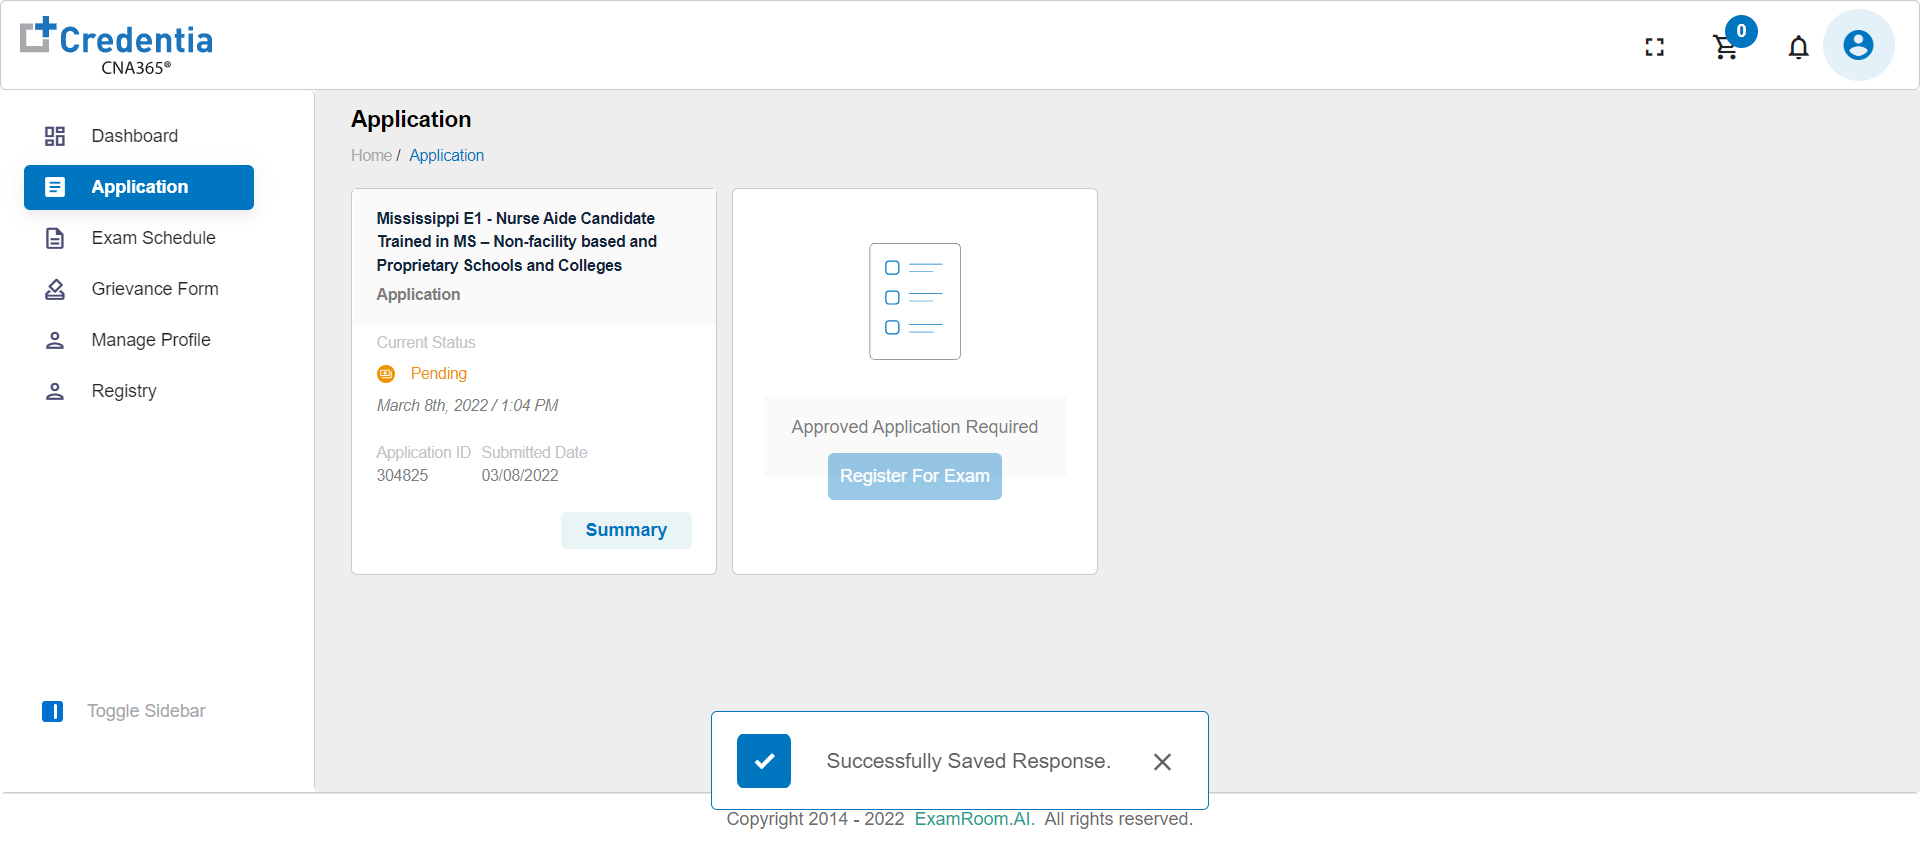 Credentia
CNA365®
0
Dashboard
Application
Exam Schedule
Grievance Form
Manage Profile
Registry
Toggle Sidebar
Application
Home / Application
Mississippi E1 - Nurse Aide Candidate
Trained in MS – Non-facility based and
Proprietary Schools and Colleges
Application
Current Status
Pending
March 8th, 2022 / 1:04 PM
Application ID Submitted Date
304825 03/08/2022
Summary
Approved Application Required
Register For Exam
Successfully Saved Response.
Copyright 2014 - 2022 ExamRoom.AI. All rights reserved.